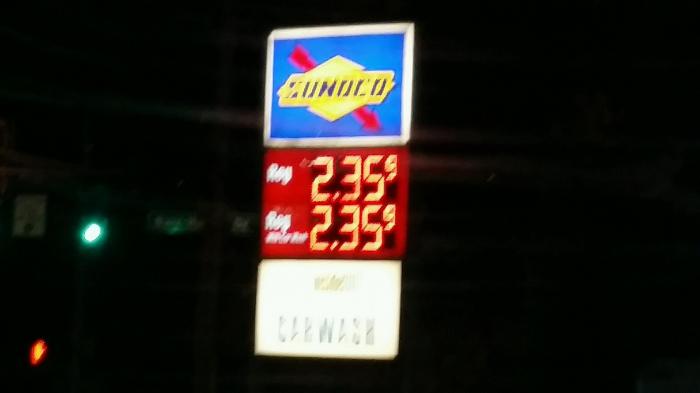 SUNOCO
Reg 2.35 9
Reg 2.35 9
CARWASH